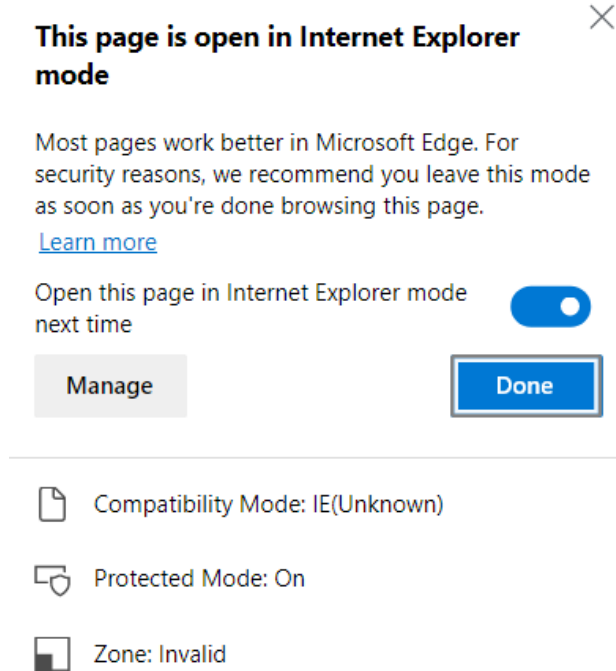 This page is open in Internet Explorer
mode
Most pages work better in Microsoft Edge. For
security reasons, we recommend you leave this mode
as soon as you're done browsing this page.
Learn more
Open this page in Internet Explorer mode
next time
Manage
Done
Compatibility Mode: IE(Unknown)
Protected Mode: On
Zone: Invalid